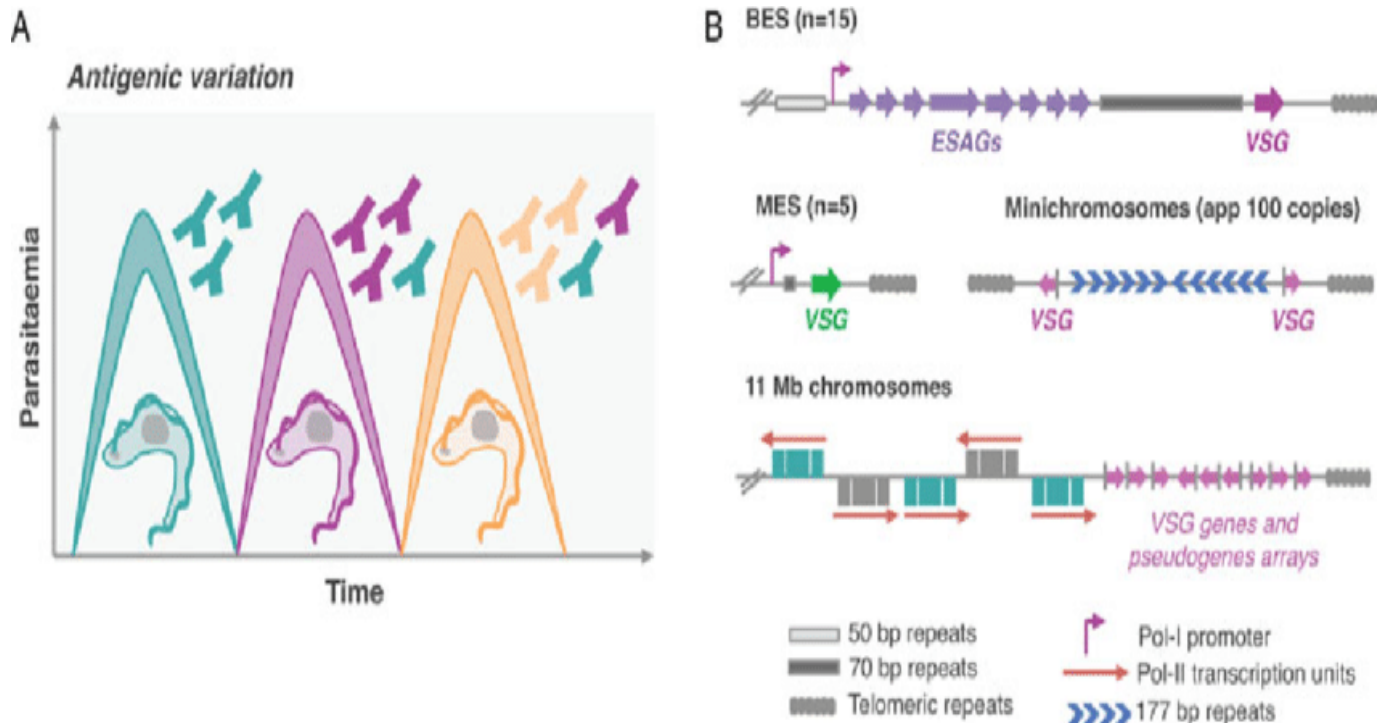 A
Antigenic variation
Parasitaemia
Time
B
BES (n=15)
ESAGs
VSG
MES (n=5)
VSG
Minichromosomes (app 100 copies)
VSG
VSG
11 Mb chromosomes
VSG genes and
pseudogenes arrays
50 bp repeats
70 bp repeats
Telomeric repeats
Pol-I promoter
Pol-II transcription units
177 bp repeats